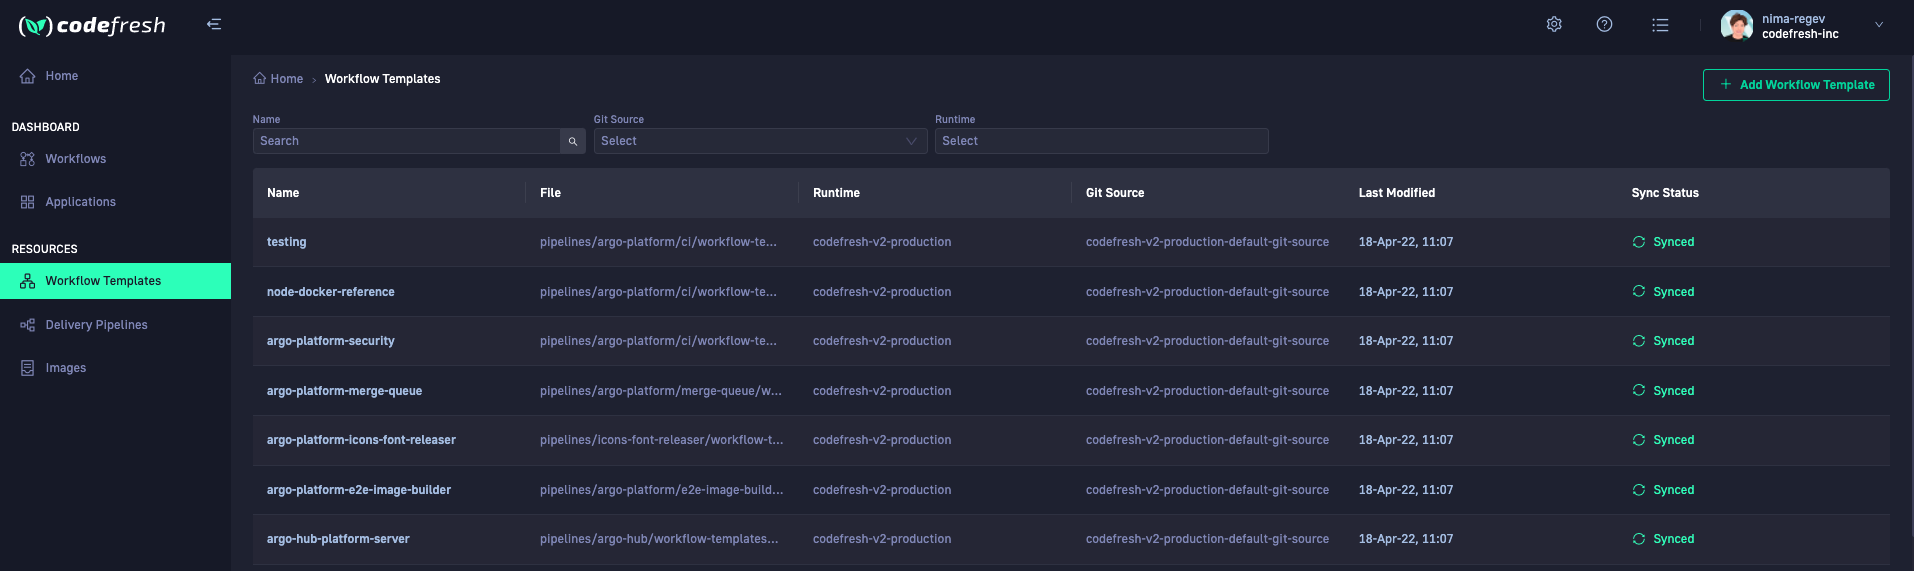 codefresh
nima-regev
codefresh-inc
Home
DASHBOARD
Workflows
Applications
RESOURCES
Workflow Templates
Delivery Pipelines
Images
Home › Workflow Templates
+ Add Workflow Template
Name Git Source Runtime
Search Select Select
Name File Runtime Git Source Last Modified Sync Status
testing pipelines/argo-platform/ci/workflow-te... codefresh-v2-production codefresh-v2-production-default-git-source 18-Apr-22, 11:07 Synced
node-docker-reference pipelines/argo-platform/ci/workflow-te... codefresh-v2-production codefresh-v2-production-default-git-source 18-Apr-22, 11:07 Synced
argo-platform-security pipelines/argo-platform/ci/workflow-te... codefresh-v2-production codefresh-v2-production-default-git-source 18-Apr-22, 11:07 Synced
argo-platform-merge-queue pipelines/argo-platform/merge-queue/w... codefresh-v2-production codefresh-v2-production-default-git-source 18-Apr-22, 11:07 Synced
argo-platform-icons-font-releaser pipelines/icons-font-releaser/workflow-t... codefresh-v2-production codefresh-v2-production-default-git-source 18-Apr-22, 11:07 Synced
argo-platform-e2e-image-builder pipelines/argo-platform/e2e-image-build... codefresh-v2-production codefresh-v2-production-default-git-source 18-Apr-22, 11:07 Synced
argo-hub-platform-server pipelines/argo-hub/workflow-templates... codefresh-v2-production codefresh-v2-production-default-git-source 18-Apr-22, 11:07 Synced